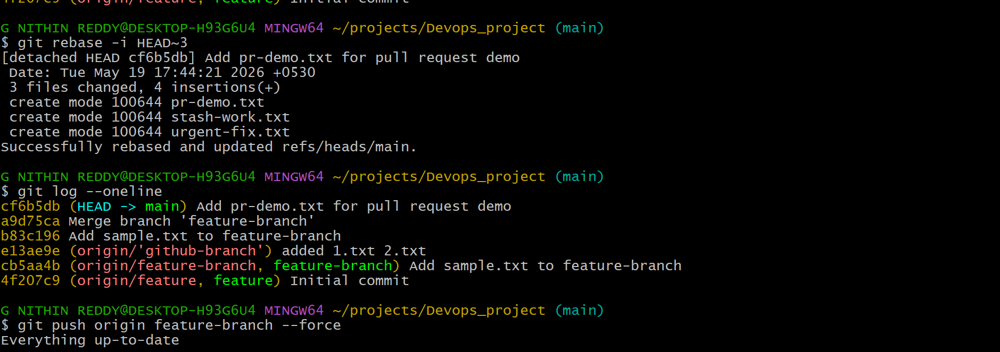 4f207c9 (origin/feature, feature) Initial commit
G NITHIN REDDY@DESKTOP-H93G6U4 MINGW64 ~/projects/Devops_project (main)
$ git rebase -i HEAD~3
[detached HEAD cf6b5db] Add pr-demo.txt for pull request demo
 Date: Tue May 19 17:44:21 2026 +0530
 3 files changed, 4 insertions(+)
 create mode 100644 pr-demo.txt
 create mode 100644 stash-work.txt
 create mode 100644 urgent-fix.txt
Successfully rebased and updated refs/heads/main.
G NITHIN REDDY@DESKTOP-H93G6U4 MINGW64 ~/projects/Devops_project (main)
$ git log --oneline
cf6b5db (HEAD -> main) Add pr-demo.txt for pull request demo
a9d75ca Merge branch 'feature-branch'
b83c196 Add sample.txt to feature-branch
e13ae9e (origin/'github-branch') added 1.txt 2.txt
cb5aa4b (origin/feature-branch, feature-branch) Add sample.txt to feature-branch
4f207c9 (origin/feature, feature) Initial commit
G NITHIN REDDY@DESKTOP-H93G6U4 MINGW64 ~/projects/Devops_project (main)
$ git push origin feature-branch --force
Everything up-to-date